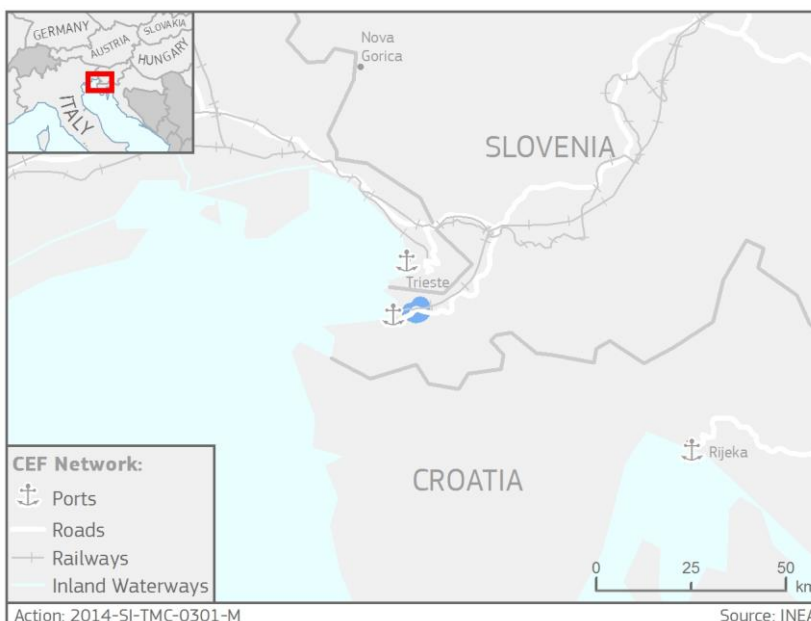 GERMANY
SLOVAKIA
AUSTRIA
HUNGARY
ITALY
Nova
Gorica
SLOVENIA
Trieste
Rijeka
CROATIA
CEF Network:
Ports
Roads
Railways
Inland Waterways
0 25 50
km
Action: 2014-SI-TMC-0301-M
Source: INEA